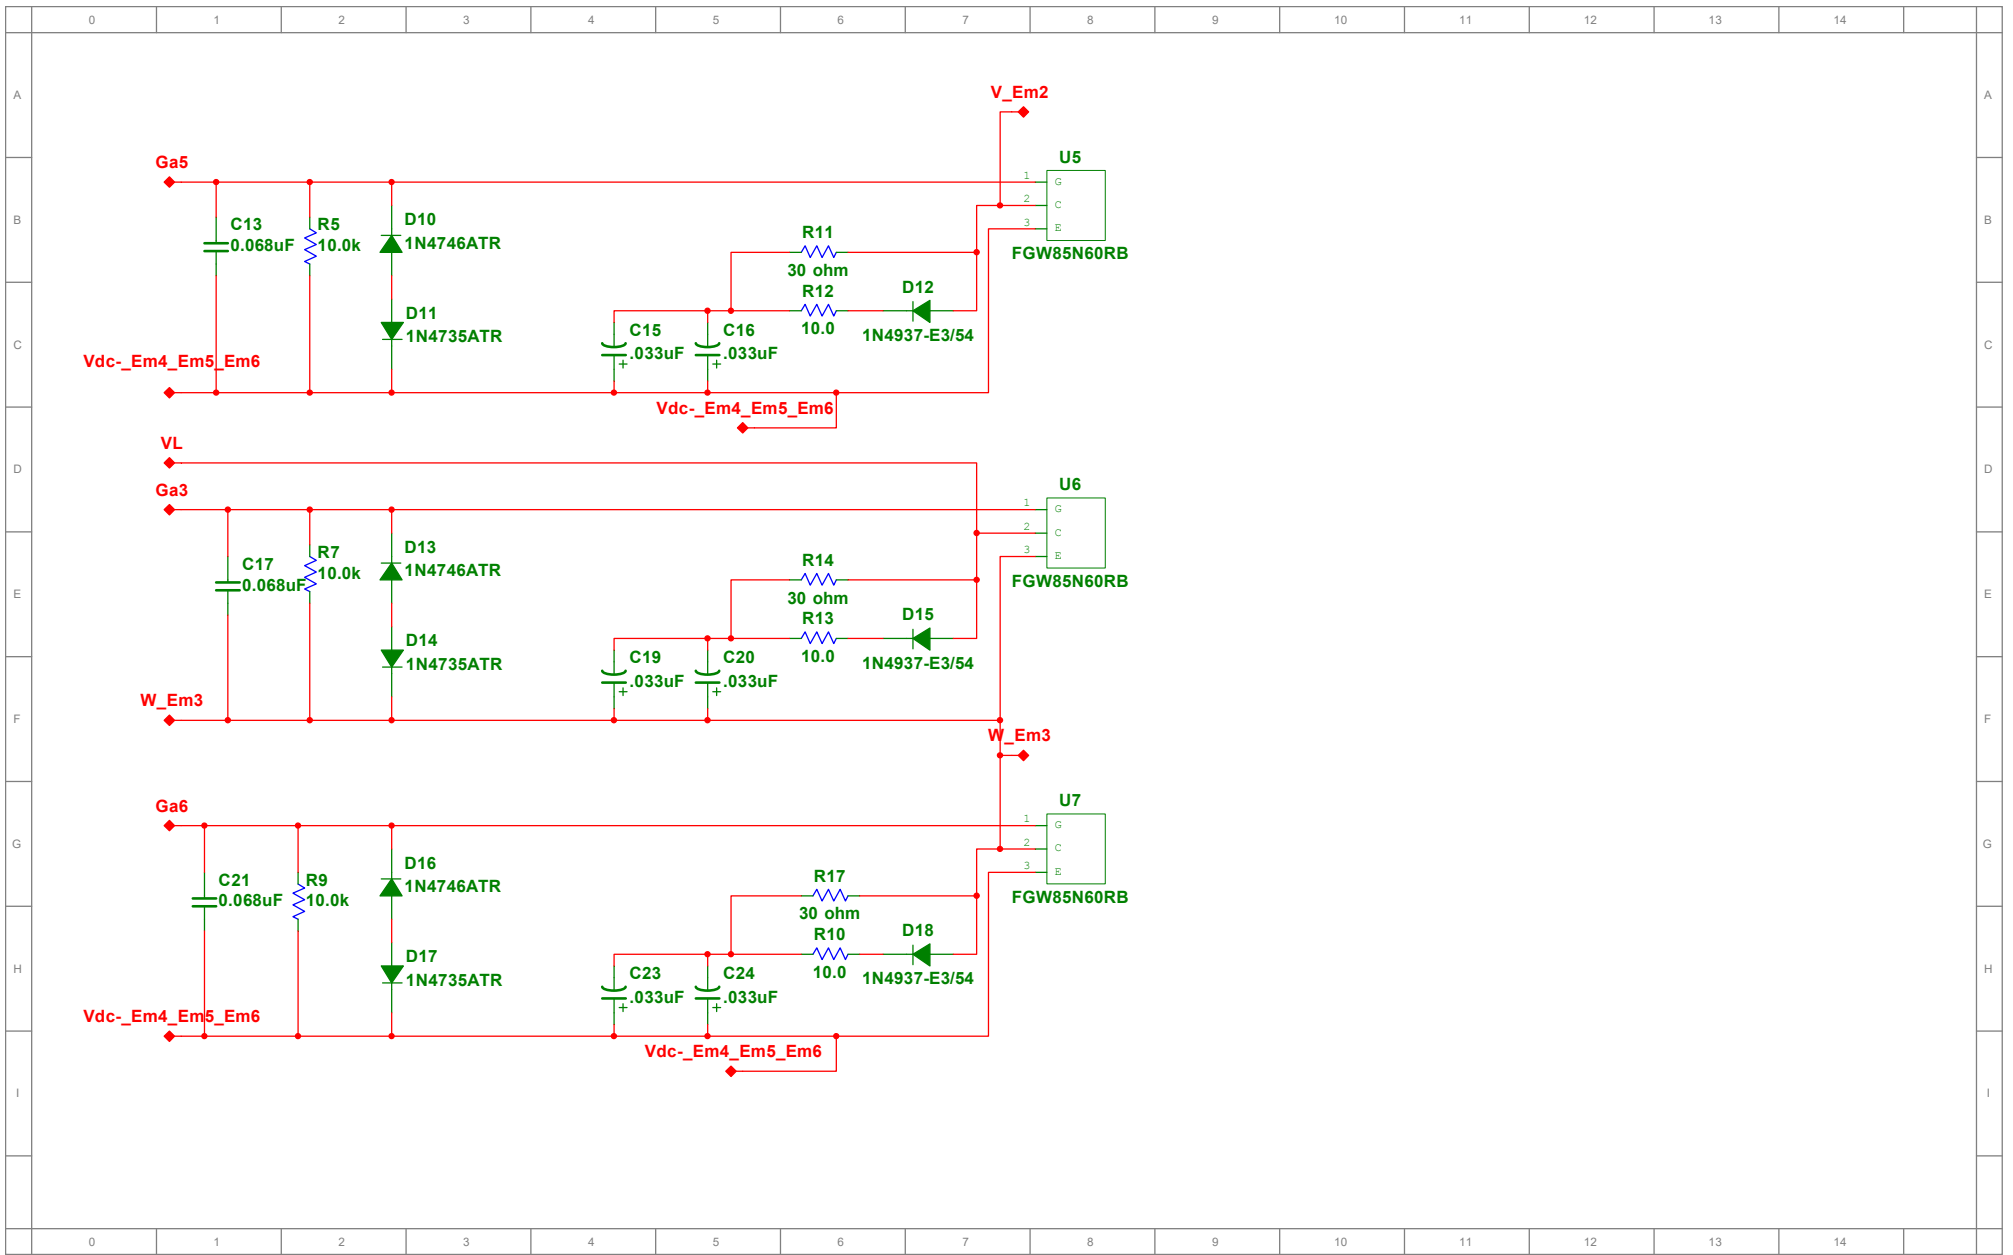 0 1 2 3 4 5 6 7 8 9 10 11 12 13 14
A A
V_Em2
Ga5
U5
1 G
2 C
3 E
FGW85N60RB
B B
C13
0.068uF
R5
10.0k
D10
1N4746ATR
R11
30 ohm
R12
10.0
D12
1N4937-E3/54
D11
1N4735ATR
C15
.033uF
+
C16
.033uF
+
C C
Vdc-_Em4_Em5_Em6
Vdc-_Em4_Em5_Em6
VL
D D
Ga3
U6
1 G
2 C
3 E
FGW85N60RB
C17
0.068uF
R7
10.0k
D13
1N4746ATR
R14
30 ohm
R13
10.0
D15
1N4937-E3/54
E E
D14
1N4735ATR
C19
.033uF
+
C20
.033uF
+
W_Em3
F F
W_Em3
Ga6
U7
1 G
2 C
3 E
FGW85N60RB
G G
C21
0.068uF
R9
10.0k
D16
1N4746ATR
R17
30 ohm
R10
10.0
D18
1N4937-E3/54
D17
1N4735ATR
C23
.033uF
+
C24
.033uF
+
H H
Vdc-_Em4_Em5_Em6
Vdc-_Em4_Em5_Em6
I I
0 1 2 3 4 5 6 7 8 9 10 11 12 13 14